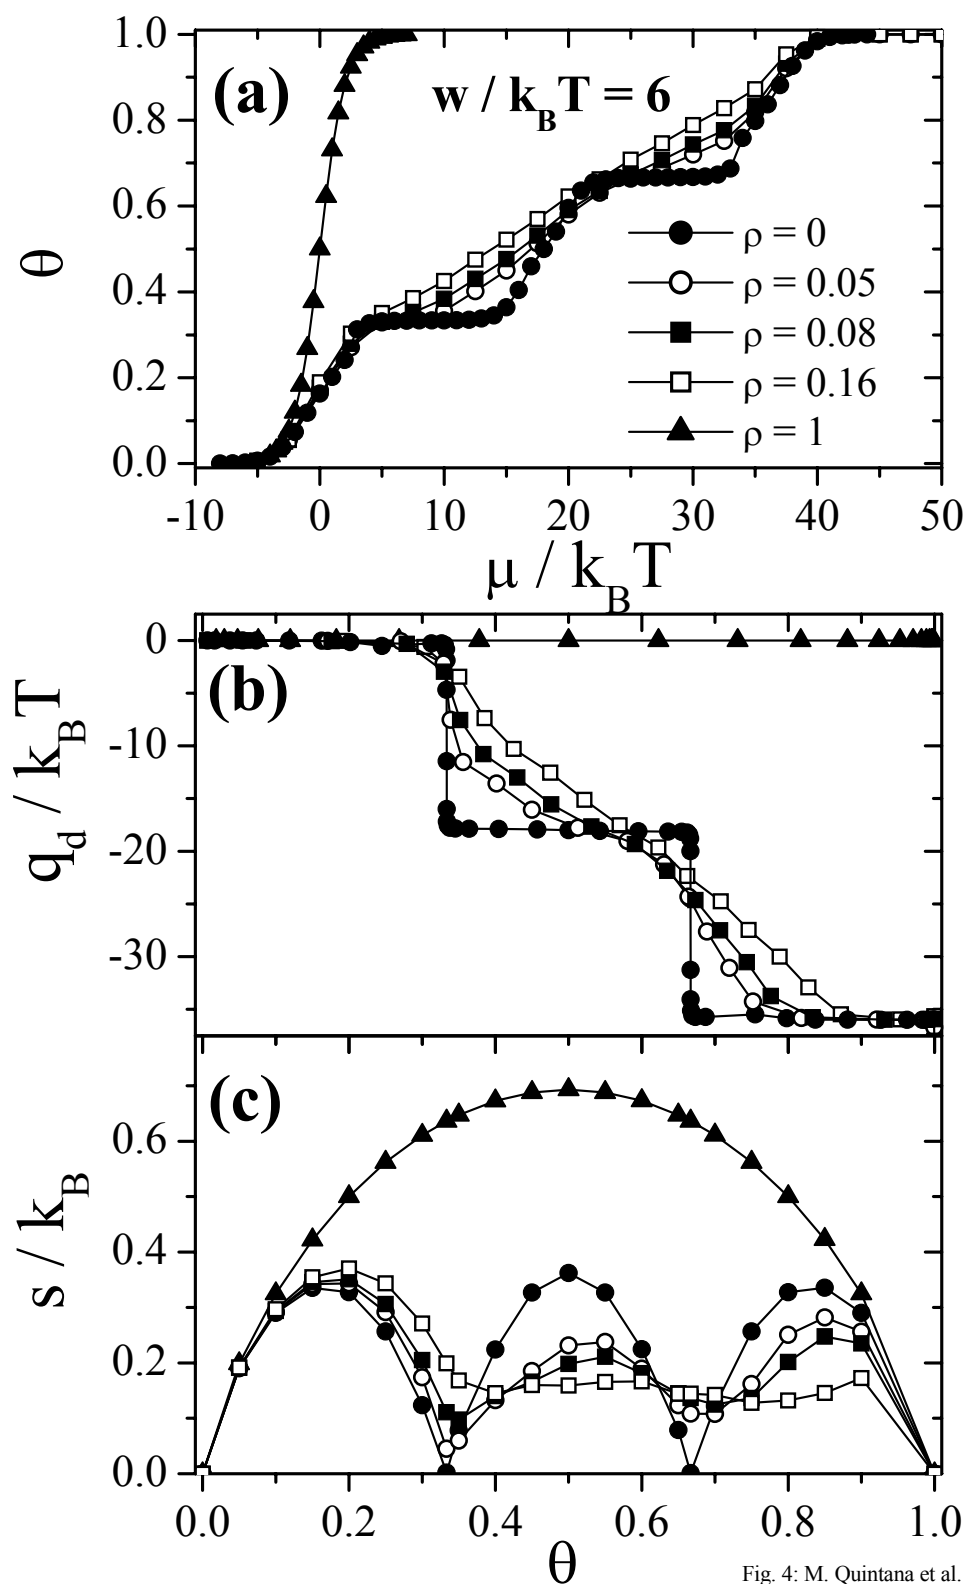 1.0
0.8
0.6
0.4
0.2
0.0
θ
(a)
w / k_B T = 6
ρ = 0
ρ = 0.05
ρ = 0.08
ρ = 0.16
ρ = 1
-10 0 10 20 30 40 50
μ / k_B T
0
-10
-20
-30
q_d / k_B T
(b)
(c)
0.6
0.4
0.2
0.0
s / k_B
0.0 0.2 0.4 0.6 0.8 1.0
θ
Fig. 4: M. Quintana et al.